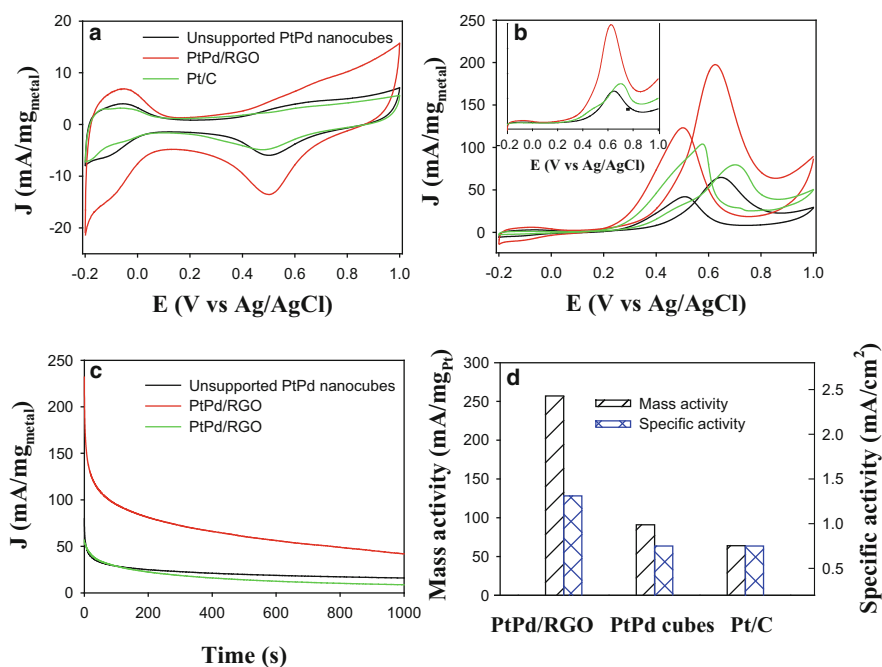 a
Unsupported PtPd nanocubes
PtPd/RGO
Pt/C
20
10
0
-10
-20
J (mA/mg_metal)
-0.2 0.0 0.2 0.4 0.6 0.8 1.0
E (V vs Ag/AgCl)
b
250
200
150
100
50
0
J (mA/mg_metal)
-0.2 0.0 0.2 0.4 0.6 0.8 1.0
E (V vs Ag/AgCl)
-0.2 0.0 0.2 0.4 0.6 0.8 1.0
E (V vs Ag/AgCl)
c
Unsupported PtPd nanocubes
PtPd/RGO
PtPd/RGO
250
200
150
100
50
0
J (mA/mg_metal)
0 200 400 600 800 1000
Time (s)
d
Mass activity
Specific activity
300
250
200
150
100
50
0
Mass activity (mA/mg_Pt)
2.5
2.0
1.5
1.0
0.5
Specific activity (mA/cm²)
PtPd/RGO PtPd cubes Pt/C